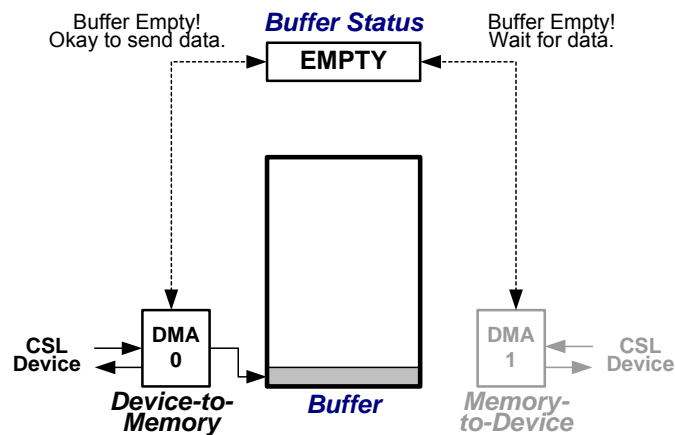 Buffer Empty!
Okay to send data.
Buffer Status
EMPTY
Buffer Empty!
Wait for data.
CSL
Device
DMA
0
Device-to-
Memory
Buffer
DMA
1
Memory-
to-Device
CSL
Device